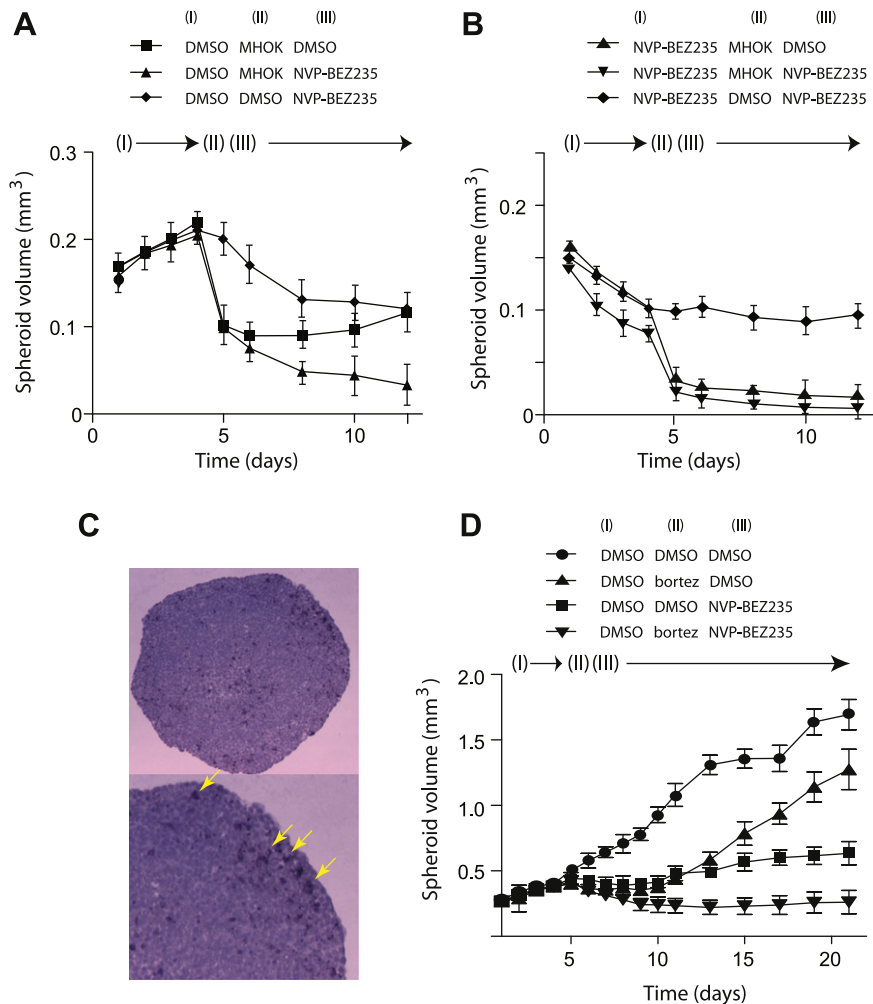 A
(I) (II) (III)
DMSO MHOK DMSO
DMSO MHOK NVP-BEZ235
DMSO DMSO NVP-BEZ235
(I) (II) (III)
Spheroid volume (mm3)
0.3
0.2
0.1
0
0 5 10
Time (days)
B
(I) (II) (III)
NVP-BEZ235 MHOK DMSO
NVP-BEZ235 MHOK NVP-BEZ235
NVP-BEZ235 DMSO NVP-BEZ235
(I) (II) (III)
Spheroid volume (mm3)
0.2
0.1
0
0 5 10
Time (days)
C
D
(I) (II) (III)
DMSO DMSO DMSO
DMSO bortez DMSO
DMSO DMSO NVP-BEZ235
DMSO bortez NVP-BEZ235
(I) (II) (III)
Spheroid volume (mm3)
2.0
1.5
1.0
0.5
5 10 15 20
Time (days)